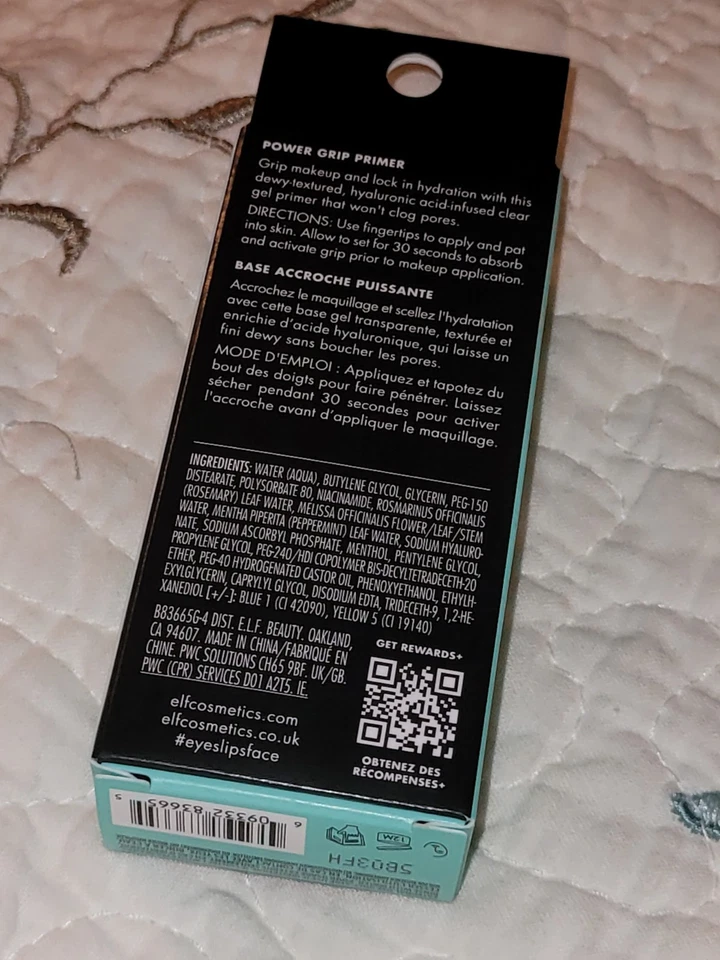 POWER GRIP PRIMER
Grip makeup and lock in hydration with this
dewy-textured, hyaluronic acid-infused clear
gel primer that won't clog pores.
DIRECTIONS: Use fingertips to apply and pat
into skin. Allow to set for 30 seconds to absorb
and activate grip prior to makeup application.
BASE ACCROCHE PUISSANTE
Accrochez le maquillage et scellez l'hydratation
avec cette base gel transparente, texturée et
enrichie d'acide hyaluronique, qui laisse un
fini dewy sans boucher les pores.
MODE D'EMPLOI : Appliquez et tapotez du
bout des doigts pour faire pénétrer. Laissez
sécher pendant 30 secondes pour activer
l'accroche avant d'appliquer le maquillage.
INGREDIENTS: WATER (AQUA), BUTYLENE GLYCOL, GLYCERIN, PEG-150
DISTEARATE, POLYSORBATE 80, NIACINAMIDE, ROSMARINUS OFFICINALIS
(ROSEMARY) LEAF WATER, MELISSA OFFICINALIS FLOWER/LEAF/STEM
WATER, MENTHA PIPERITA (PEPPERMINT) LEAF WATER, SODIUM HYALURO-
NATE, SODIUM ASCORBYL PHOSPHATE, MENTHOL, PENTYLENE GLYCOL,
PROPYLENE GLYCOL, PEG-240/HDI COPOLYMER BIS-DECYLTETRADECETH-20
ETHER, PEG-40 HYDROGENATED CASTOR OIL, PHENOXYETHANOL, ETHYLH-
EXYLGLYCERIN, CAPRYLYL GLYCOL, DISODIUM EDTA, TRIDECETH-9, 1,2-HE-
XANEDIOL [+/-]: BLUE 1 (CI 42090), YELLOW 5 (CI 19140)
B83665G-4 DIST. E.L.F. BEAUTY. OAKLAND,
CA 94607. MADE IN CHINA/FABRIQUÉ EN
CHINE. PWC SOLUTIONS CH65 9BF. UK/GB.
PWC (CPR) SERVICES D01 A2T5. IE.
elfcosmetics.com
elfcosmetics.co.uk
#eyeslipsface
GET REWARDS+
OBTENEZ DES
RÉCOMPENSES+
6 09332 83665 5
12M
5B03FH